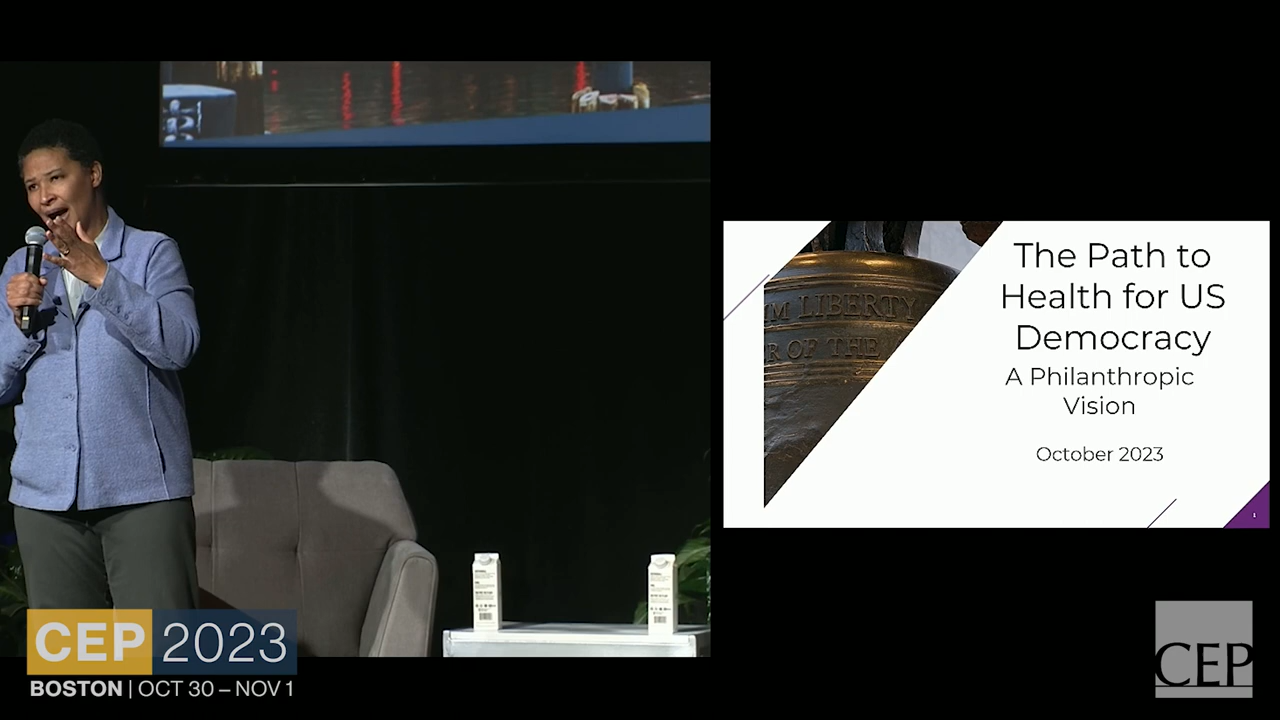 IM LIBERTY
R OF THE
The Path to
Health for US
Democracy
A Philanthropic
Vision
October 2023
1
CEP 2023
BOSTON | OCT 30 – NOV 1
CEP